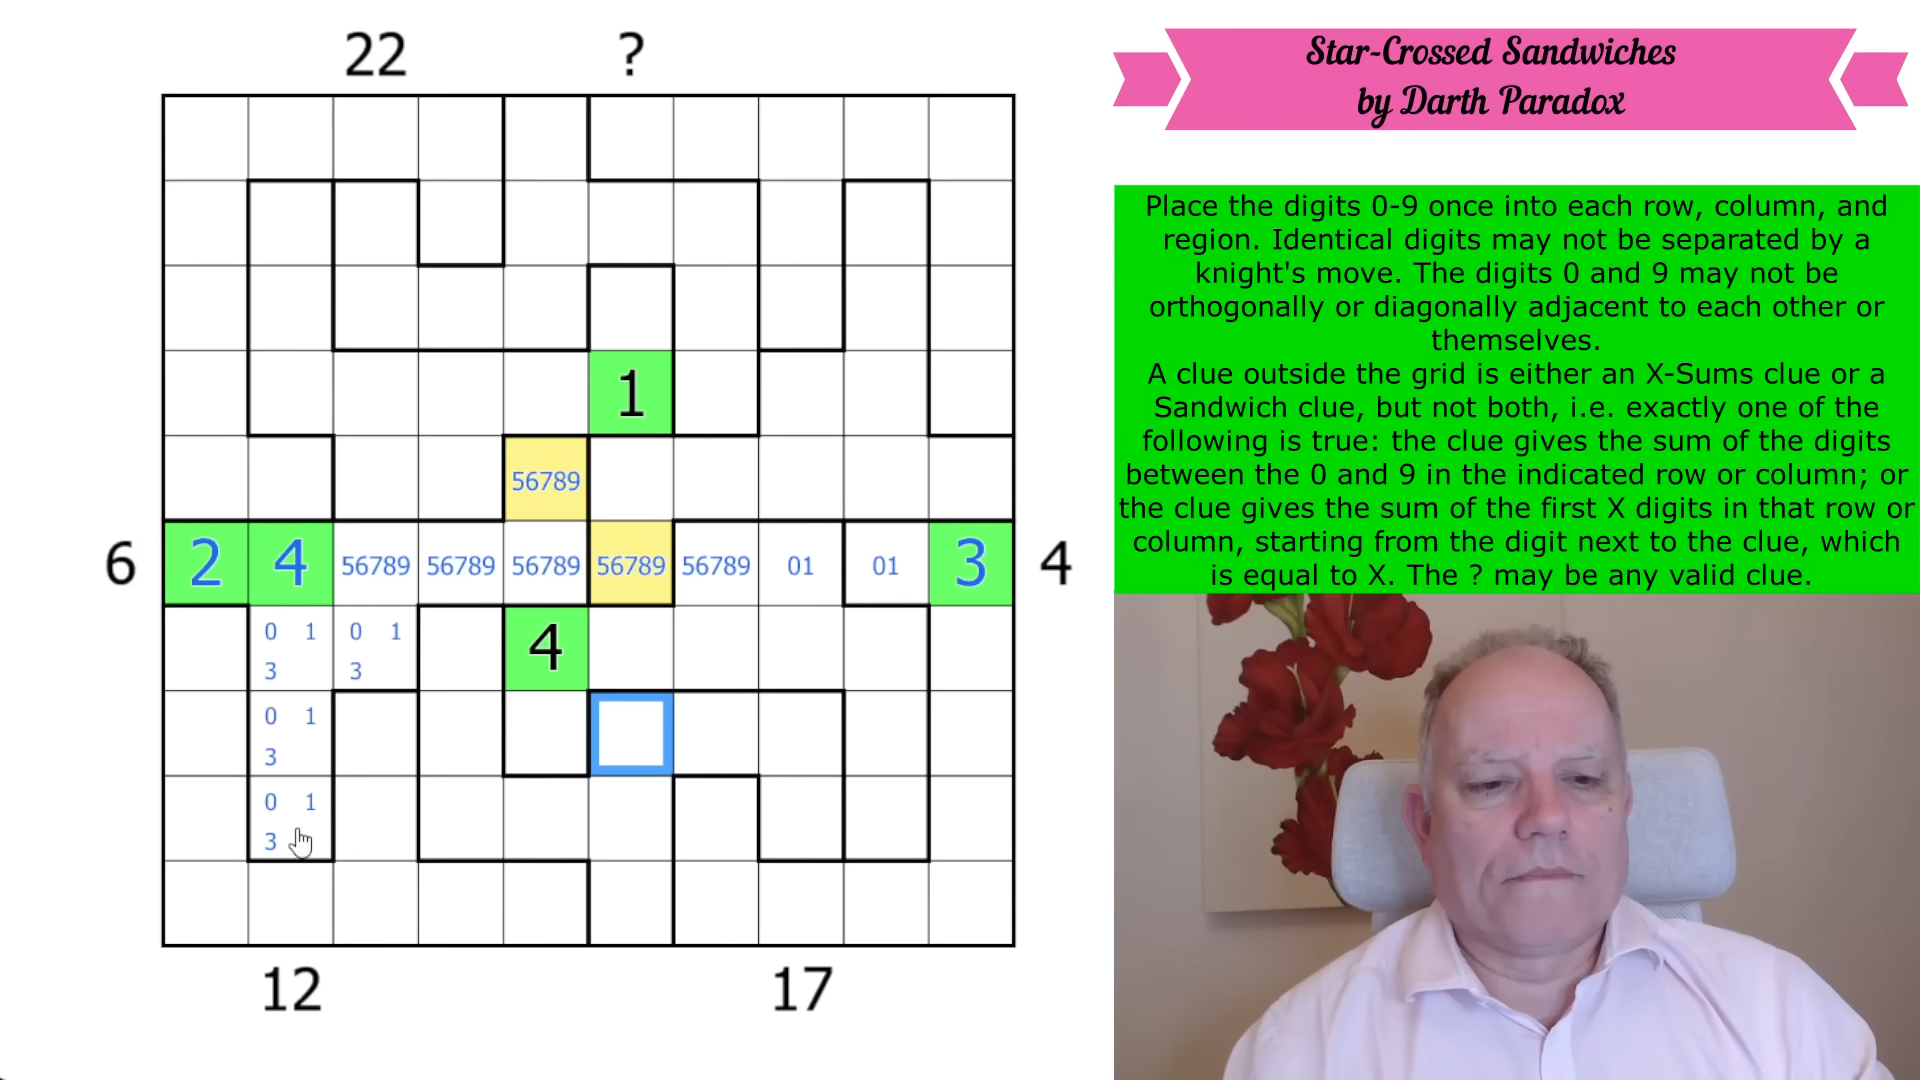 22 ?
Star-Crossed Sandwiches
by Darth Paradox
Place the digits 0-9 once into each row, column, and
region. Identical digits may not be separated by a
knight's move. The digits 0 and 9 may not be
orthogonally or diagonally adjacent to each other or
themselves.
A clue outside the grid is either an X-Sums clue or a
Sandwich clue, but not both, i.e. exactly one of the
following is true: the clue gives the sum of the digits
between the 0 and 9 in the indicated row or column; or
the clue gives the sum of the first X digits in that row or
column, starting from the digit next to the clue, which
is equal to X. The ? may be any valid clue.
1
56789
6 2 4 56789 56789 56789 56789 56789 01 01 3 4
0 1 0 1
4
3 3
0 1
3
0 1
3
12 17